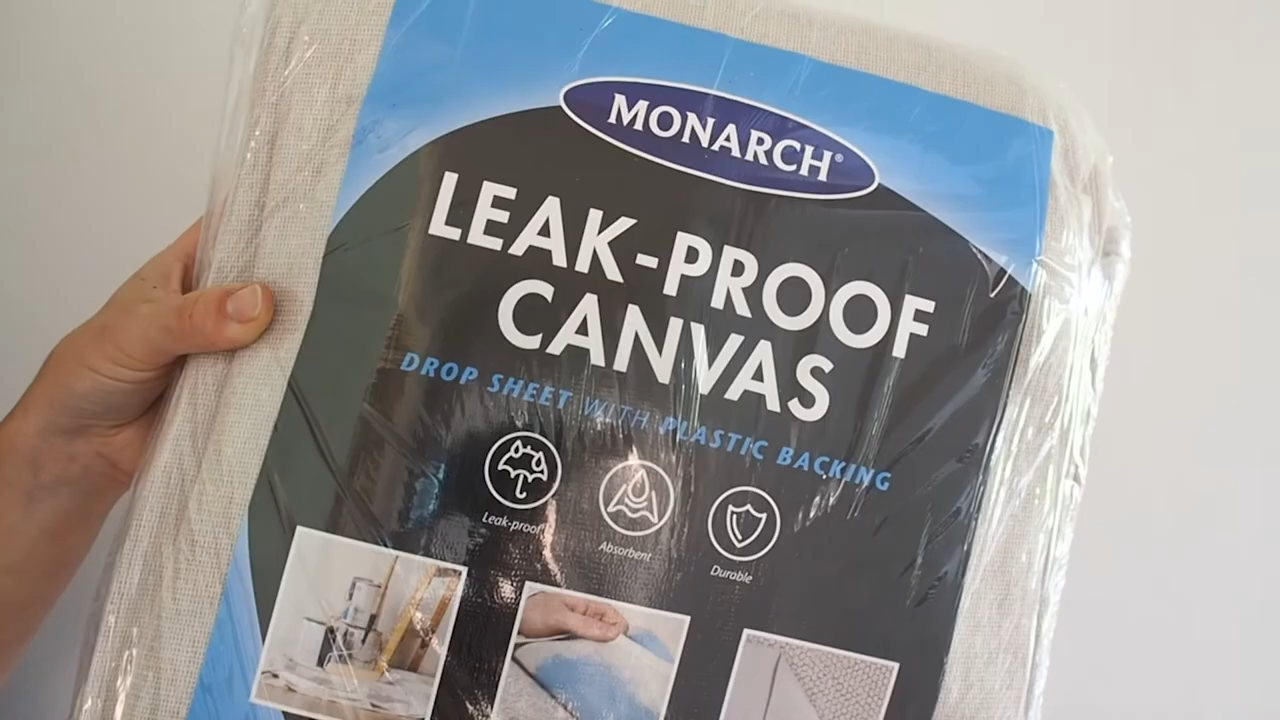 MONARCH®
LEAK-PROOF
CANVAS
DROP SHEET WITH PLASTIC BACKING
Leak-proof
Absorbent
Durable